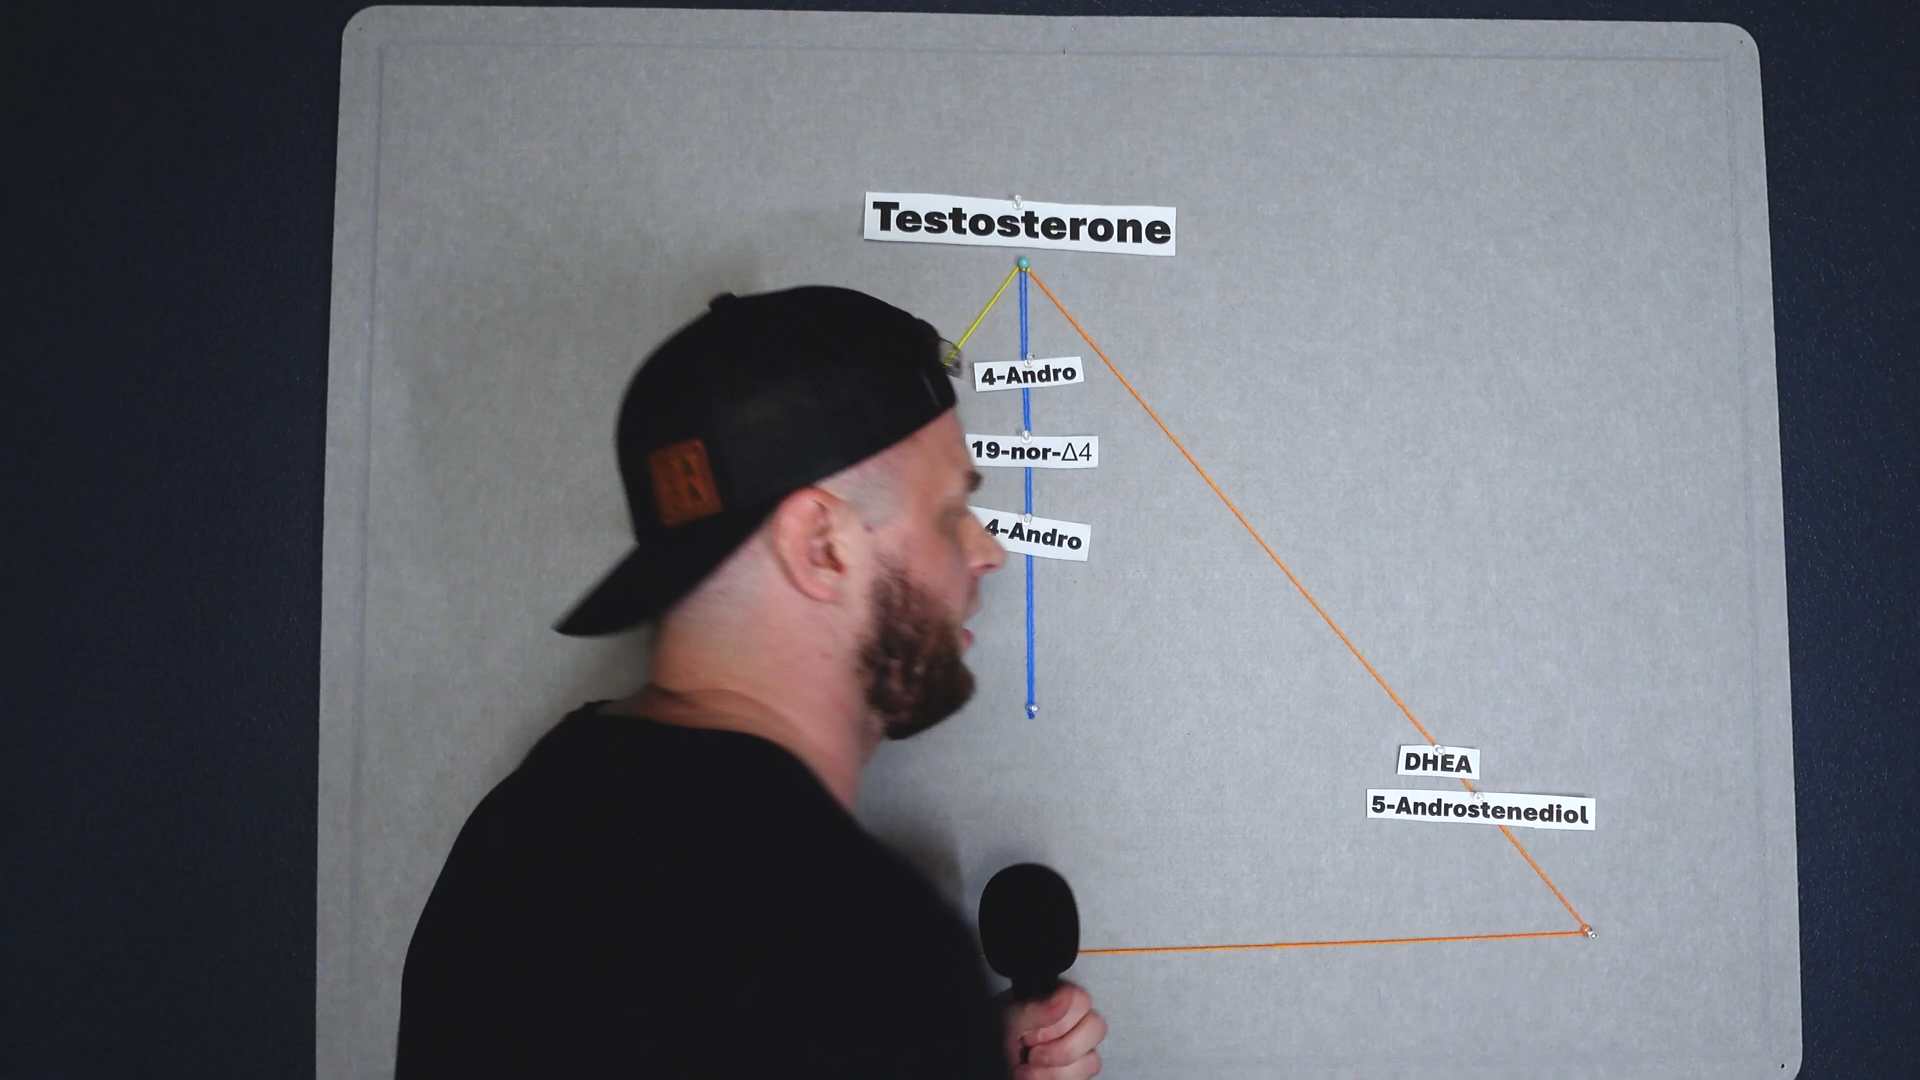 Testosterone
4-Andro
19-nor-Δ4
4-Andro
DHEA
5-Androstenediol